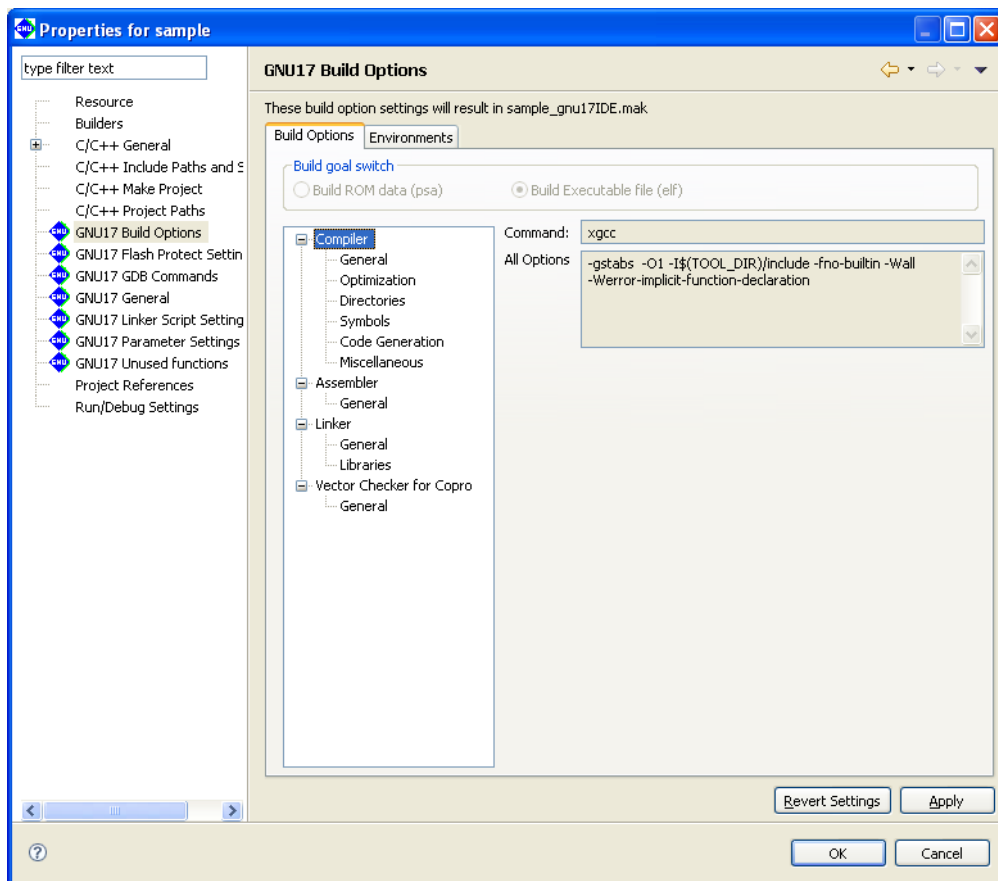 Properties for sample
type filter text
Resource
Builders
C/C++ General
C/C++ Include Paths and S
C/C++ Make Project
C/C++ Project Paths
GNU17 Build Options
GNU17 Flash Protect Settin
GNU17 GDB Commands
GNU17 General
GNU17 Linker Script Setting
GNU17 Parameter Settings
GNU17 Unused functions
Project References
Run/Debug Settings
GNU17 Build Options
These build option settings will result in sample_gnu17IDE.mak
Build Options
Environments
Build goal switch
Build ROM data (psa)
Build Executable file (elf)
Compiler
General
Optimization
Directories
Symbols
Code Generation
Miscellaneous
Assembler
General
Linker
General
Libraries
Vector Checker for Copro
General
Command:
xgcc
All Options
-gstabs -O1 -I$(TOOL_DIR)/include -fno-builtin -Wall
-Werror-implicit-function-declaration
Revert Settings
Apply
OK
Cancel